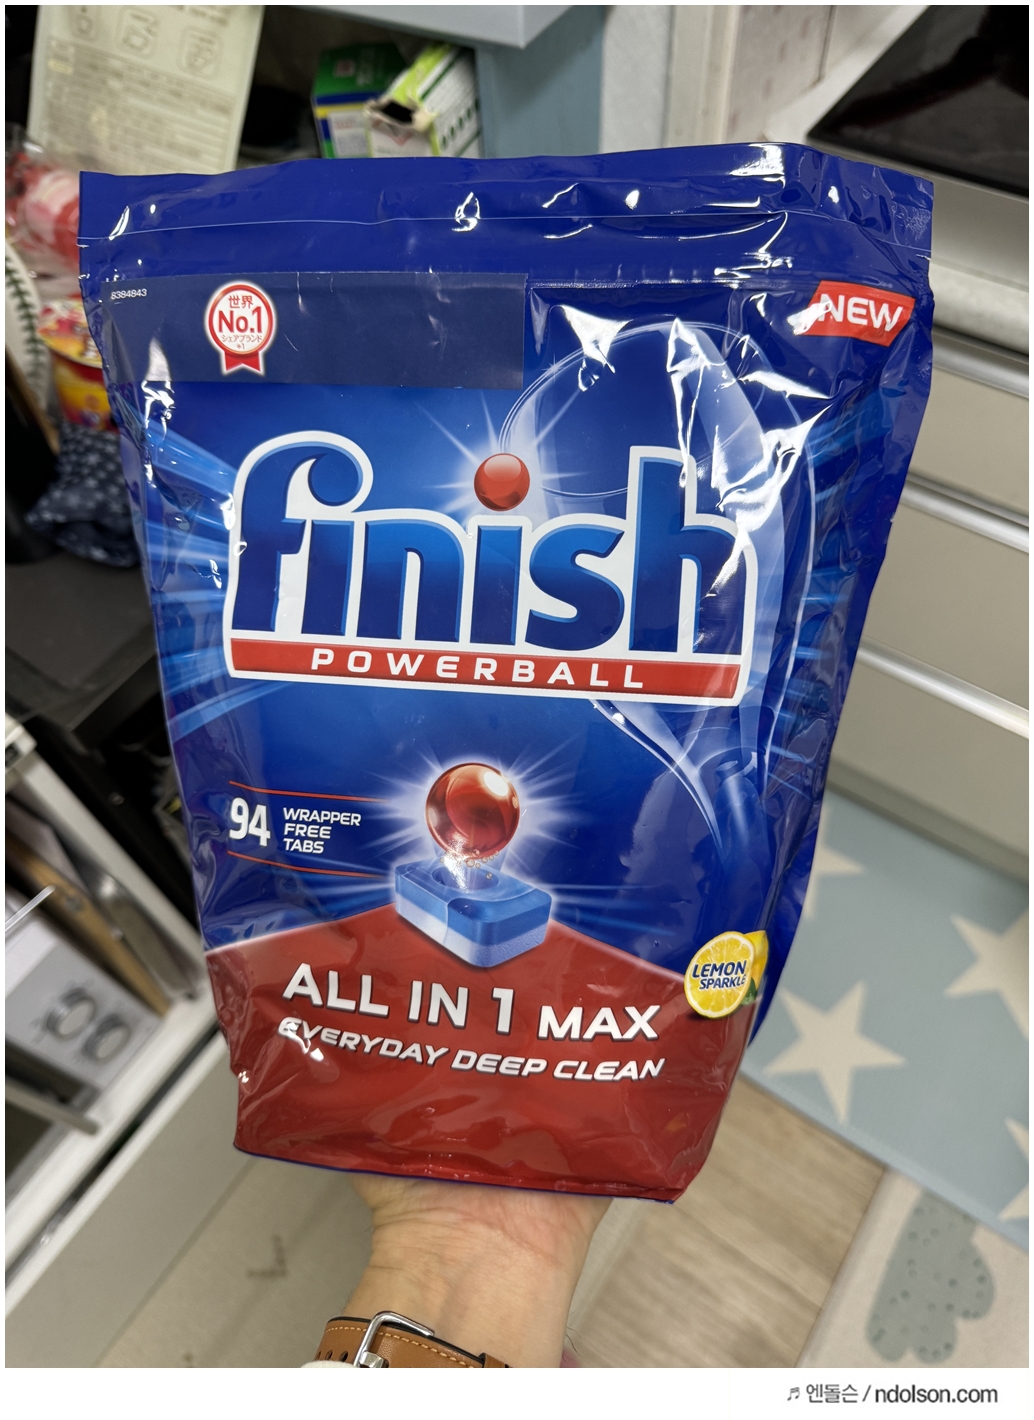 8384843
世界
No.1
シェアブランド
※1
NEW
finish
POWERBALL
94 WRAPPER
FREE
TABS
LEMON
SPARKLE
ALL IN 1 MAX
EVERYDAY DEEP CLEAN
♬ 엔돌슨 / ndolson.com